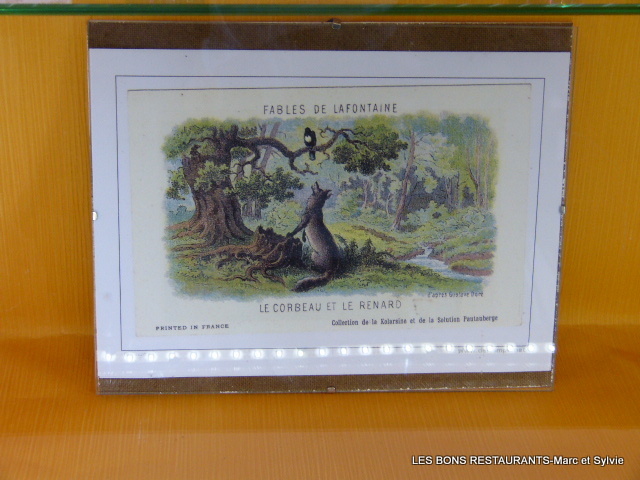 FABLES DE LAFONTAINE
D'après Gustave Doré
LE CORBEAU ET LE RENARD
PRINTED IN FRANCE
Collection de la Kalorsine et de la Solution Pautauberge
LES BONS RESTAURANTS-Marc et Sylvie